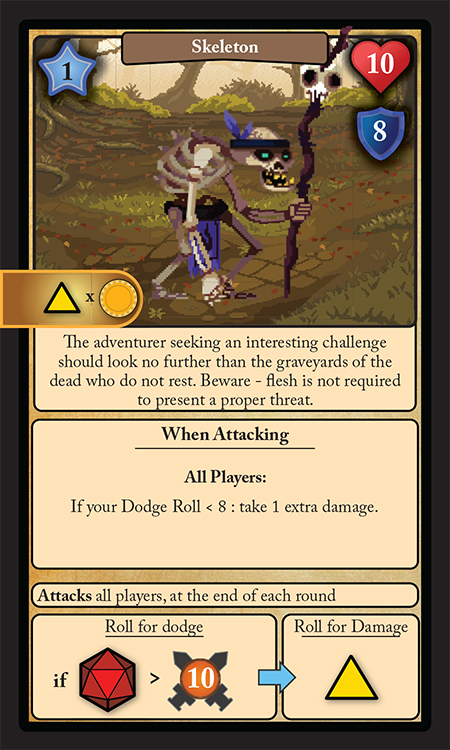 Skeleton
1
10
8
x
The adventurer seeking an interesting challenge
should look no further than the graveyards of the
dead who do not rest. Beware - flesh is not required
to present a proper threat.
When Attacking
All Players:
If your Dodge Roll < 8 : take 1 extra damage.
Attacks all players, at the end of each round
Roll for dodge
if > 10
Roll for Damage